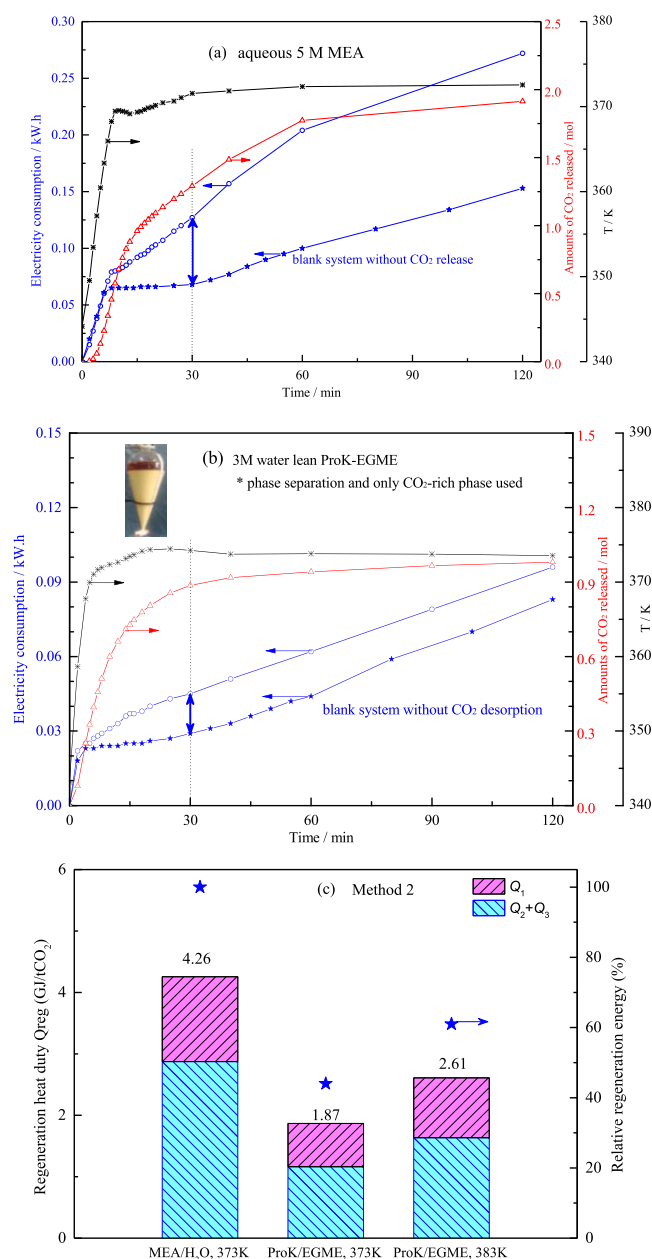 (a) aqueous 5 M MEA
Electricity consumption / kW.h
0.30
0.25
0.20
0.15
0.10
0.05
0.00
blank system without CO2 release
0
30
60
90
120
Time / min
2.5
2.0
1.5
1.0
5.0
0.0
Amounts of CO2 released / mol
380
370
360
350
340
T / K
(b) 3M water lean ProK-EGME
* phase separation and only CO2-rich phase used
Electricity consumption / kW.h
0.15
0.12
0.09
0.06
0.03
0.00
blank system without CO2 desorption
0
30
60
90
120
Time / min
1.5
1.2
0.9
0.6
0.3
0.0
Amounts of CO2 released / mol
390
380
370
360
350
340
T / K
(c) Method 2
Q1
Q2+Q3
Regeneration heat duty Qreg (GJ/tCO2)
6
4
2
0
4.26
1.87
2.61
MEA/H2O, 373K
ProK/EGME, 373K
ProK/EGME, 383K
100
80
60
40
20
0
Relative regeneration energy (%)